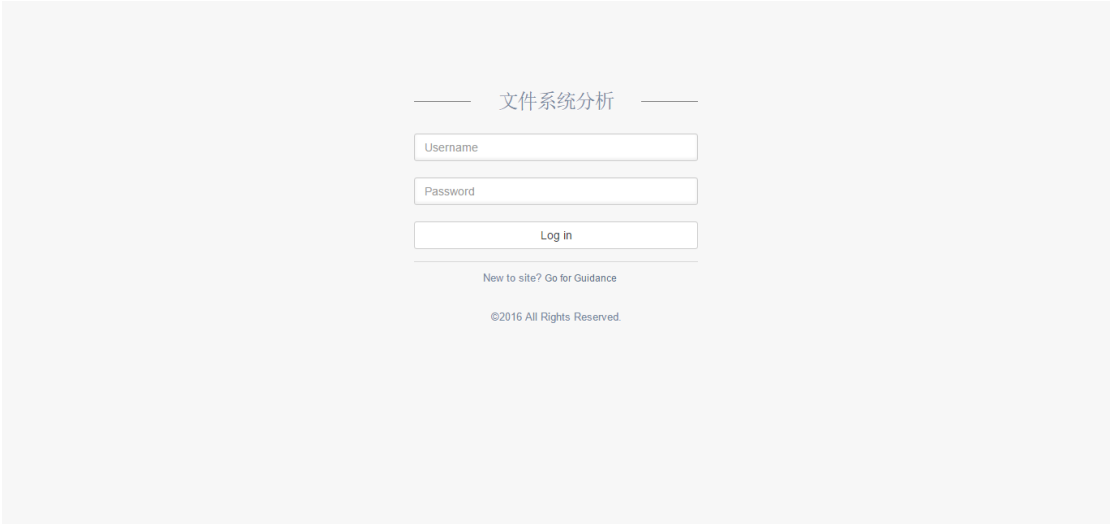 文件系统分析
Username
Password
Log in
New to site? Go for Guidance
©2016 All Rights Reserved.